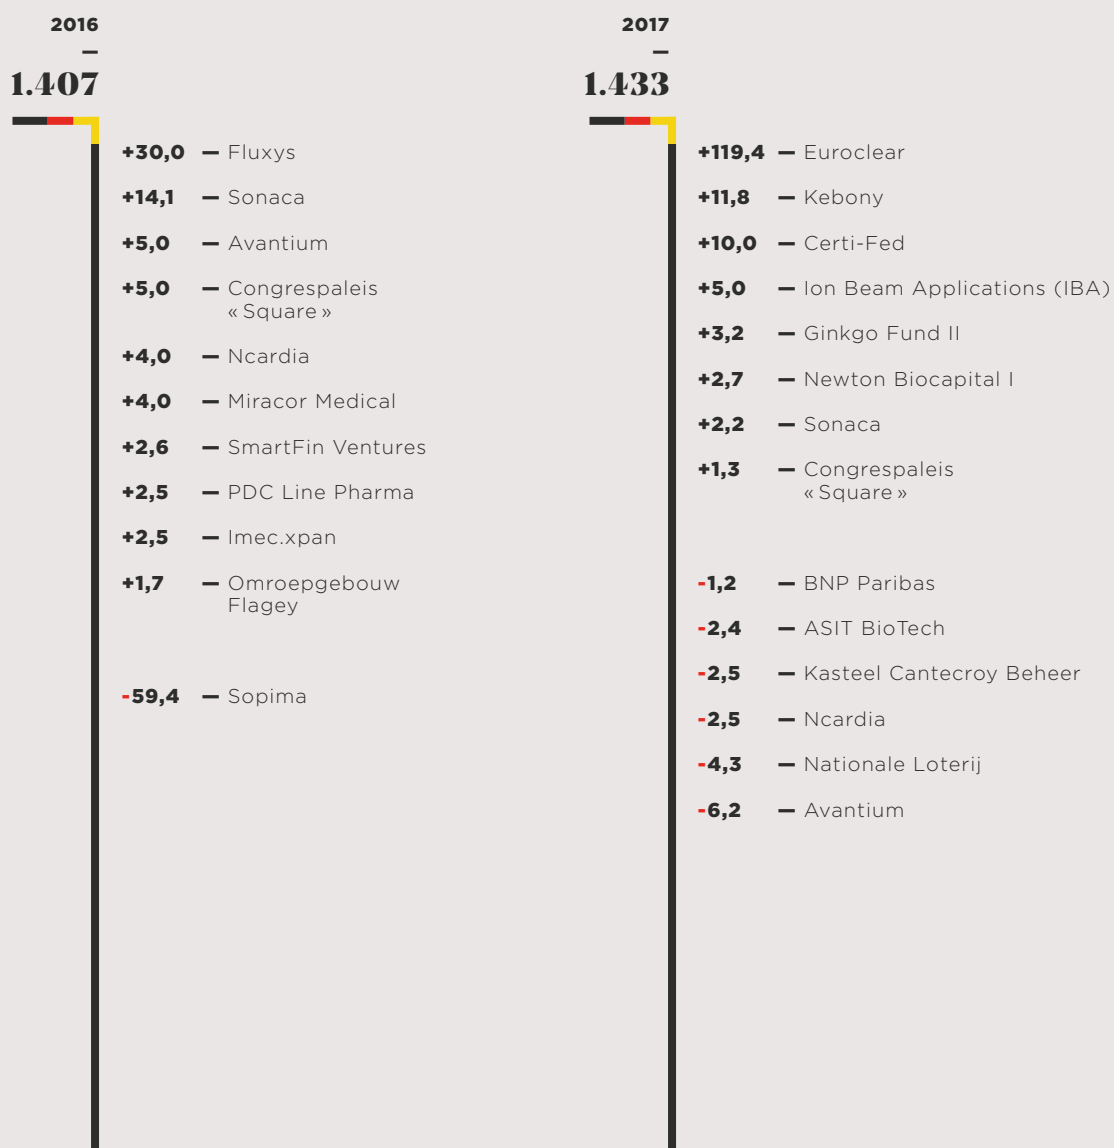 2016
—
1.407
+30,0 — Fluxys
+14,1 — Sonaca
+5,0 — Avantium
+5,0 — Congrespaleis
« Square »
+4,0 — Ncardia
+4,0 — Miracor Medical
+2,6 — SmartFin Ventures
+2,5 — PDC Line Pharma
+2,5 — Imec.xpan
+1,7 — Omroepgebouw
Flagey
-59,4 — Sopima
2017
—
1.433
+119,4 — Euroclear
+11,8 — Kebony
+10,0 — Certi-Fed
+5,0 — Ion Beam Applications (IBA)
+3,2 — Ginkgo Fund II
+2,7 — Newton Biocapital I
+2,2 — Sonaca
+1,3 — Congrespaleis
« Square »
-1,2 — BNP Paribas
-2,4 — ASIT BioTech
-2,5 — Kasteel Cantecroy Beheer
-2,5 — Ncardia
-4,3 — Nationale Loterij
-6,2 — Avantium